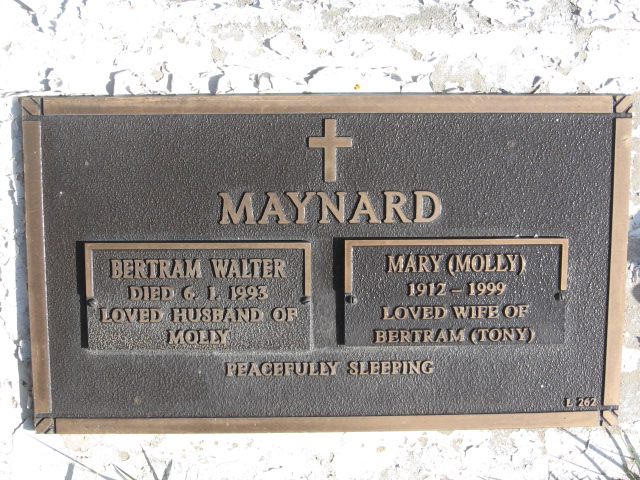 MAYNARD
BERTRAM WALTER
DIED 6. 1. 1993
LOVED HUSBAND OF
MOLLY
MARY (MOLLY)
1912 - 1999
LOVED WIFE OF
BERTRAM (TONY)
PEACEFULLY SLEEPING
L 262